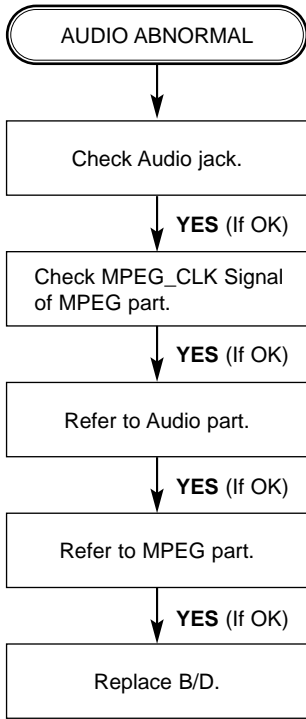 AUDIO ABNORMAL
Check Audio jack.
YES (If OK)
Check MPEG_CLK Signal
of MPEG part.
YES (If OK)
Refer to Audio part.
YES (If OK)
Refer to MPEG part.
YES (If OK)
Replace B/D.